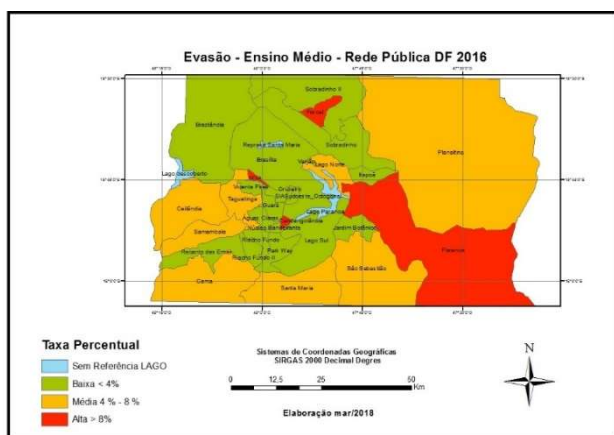 Evasão - Ensino Médio - Rede Pública DF 2016
Sobradinho II
Fercal
Brazlândia
Planaltina
Sobradinho
Represa Santa Maria
Brasília
Varjão
Lago Norte
Itapoã
Lago Descoberto
Vicente Pires
Cruzeiro
Taguatinga
Ceilândia
Guará
Lago Paranoá
Águas Claras
Candangolândia
Núcleo Bandeirante
Jardim Botânico
Samambaia
Paranoá
Riacho Fundo
Lago Sul
Park Way
Recanto das Emas
Riacho Fundo II
São Sebastião
Gama
Santa Maria
Taxa Percentual
Sem Referência LAGO
Baixa < 4%
Média 4 % - 8 %
Alta > 8%
Sistemas de Coordenadas Geográficas
SIRGAS 2000 Decimal Degres
0 12,5 25 50
Km
Elaboração mar/2018
N